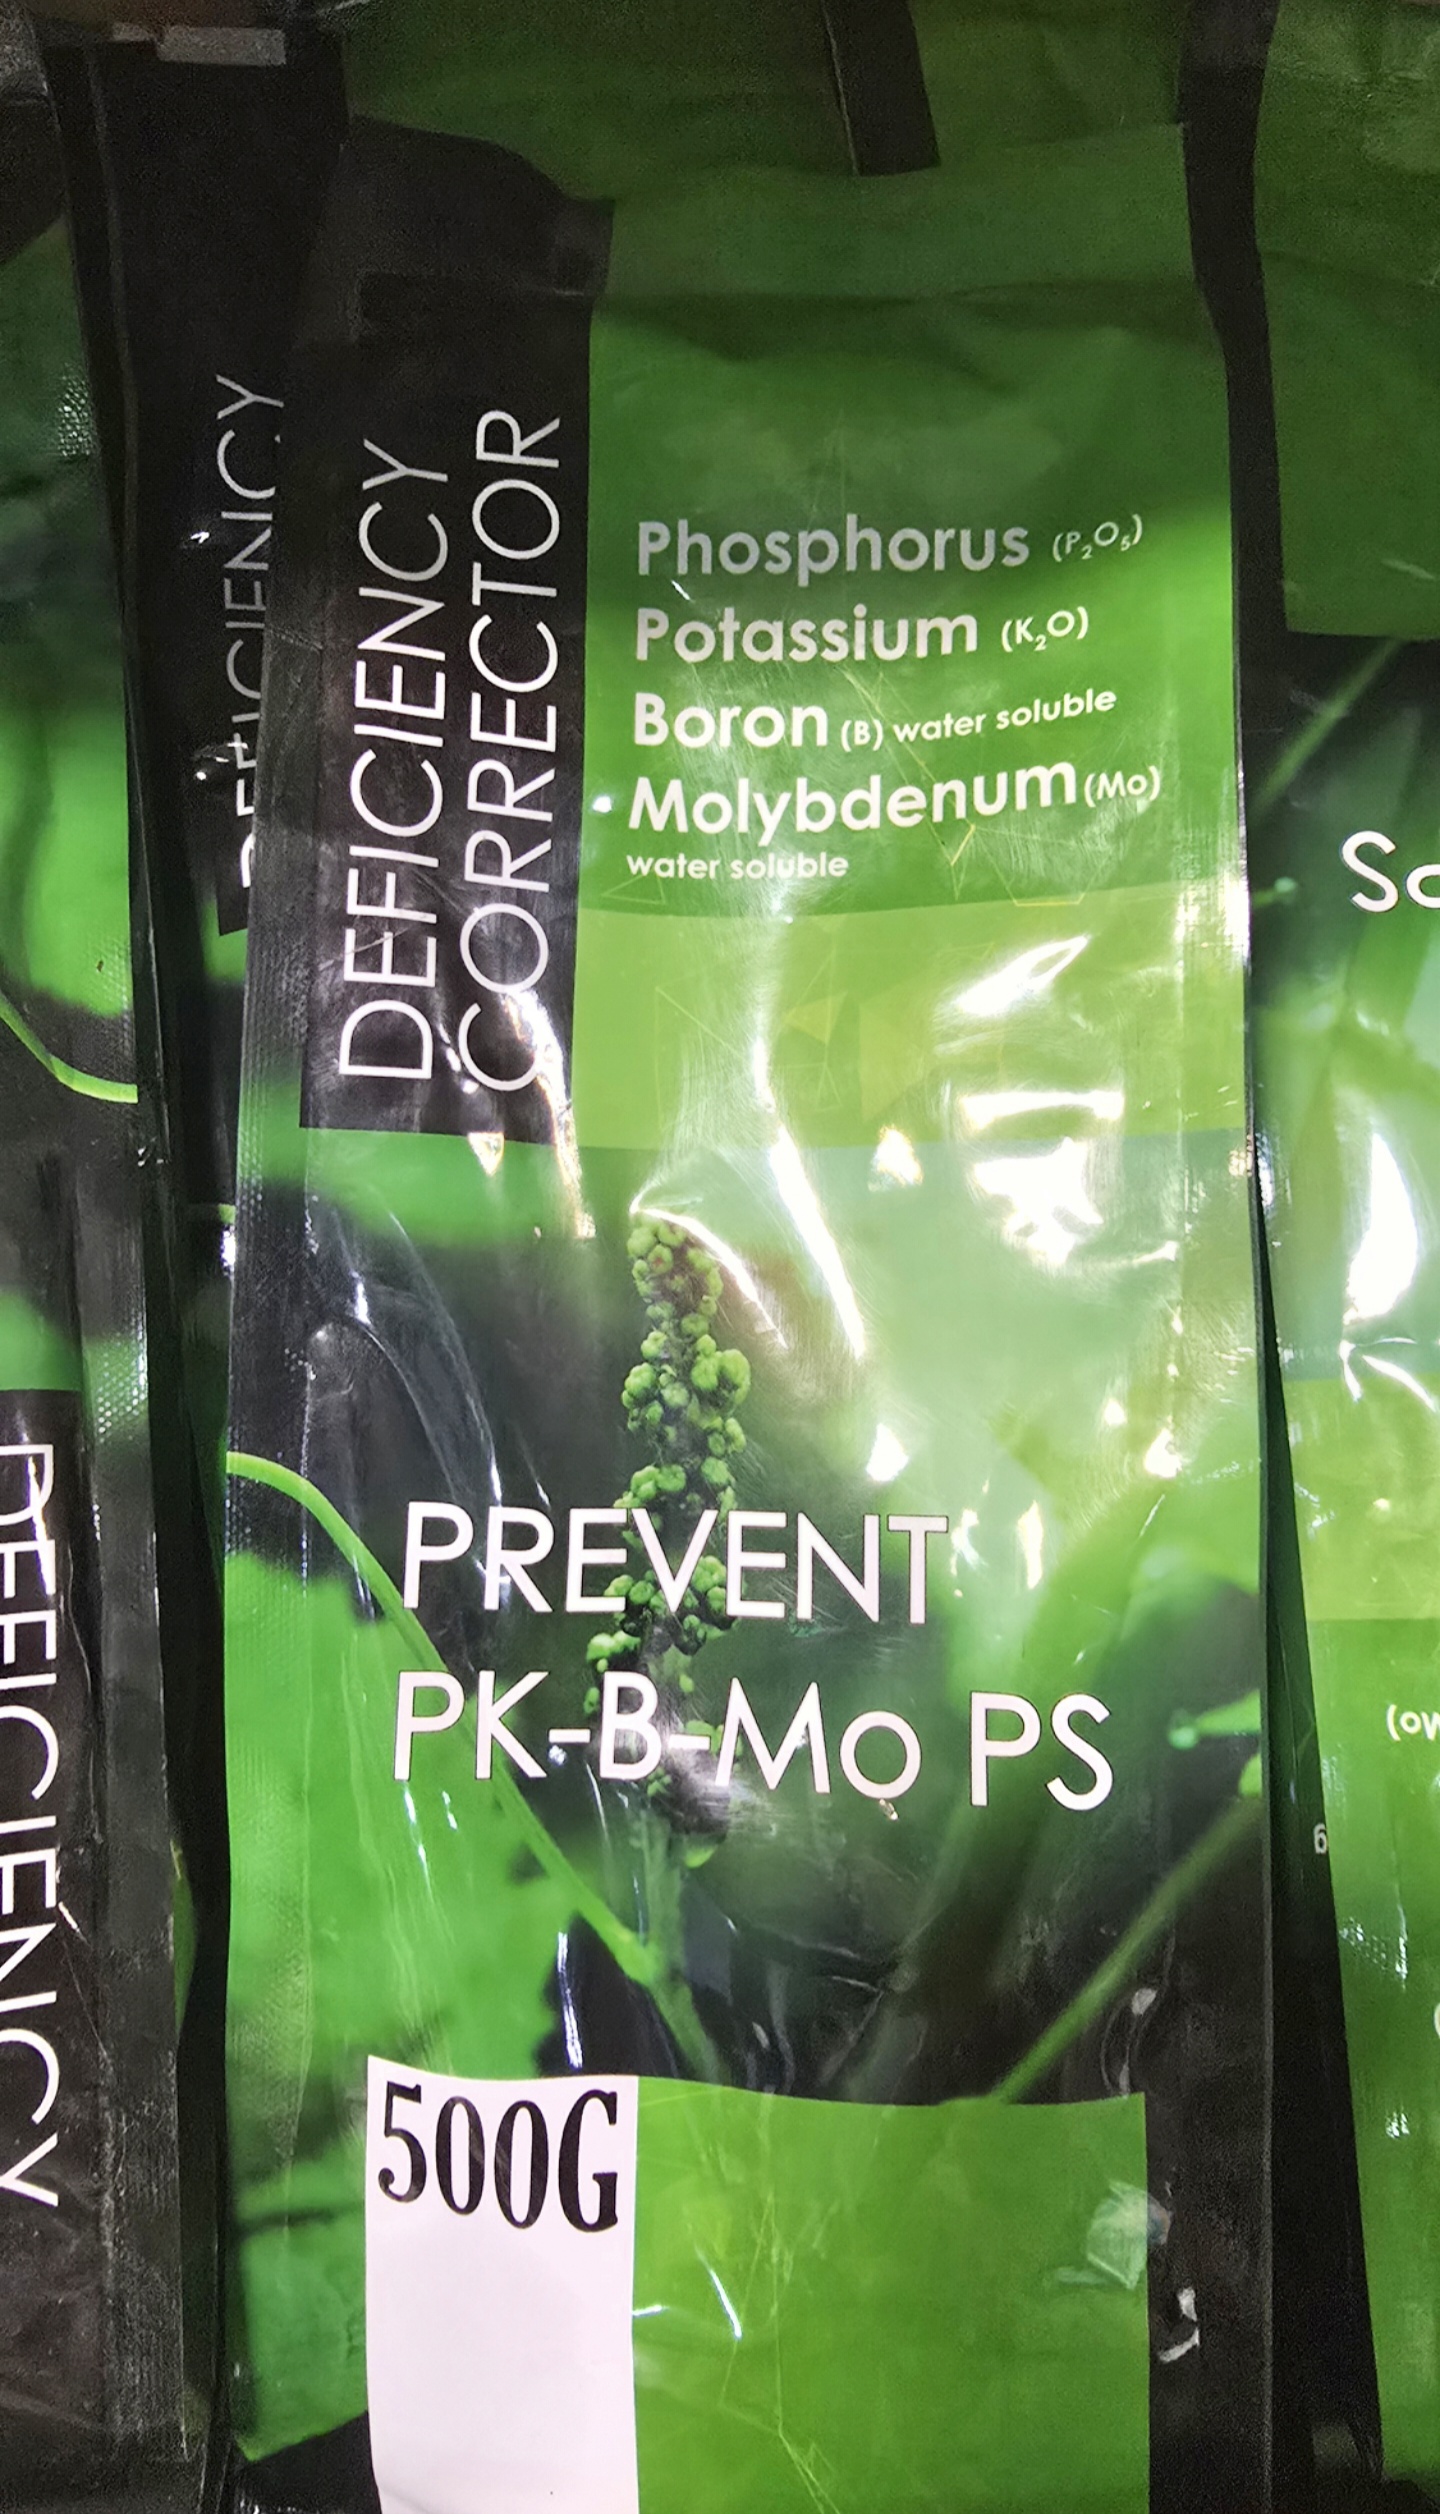 DEFICIENCY
CORRECTOR
Phosphorus (P₂O₅)
Potassium (K₂O)
Boron (B) water soluble
Molybdenum (Mo)
water soluble
PREVENT
PK-B-Mo PS
500G
DEFICIENCY
DEFICIENCY